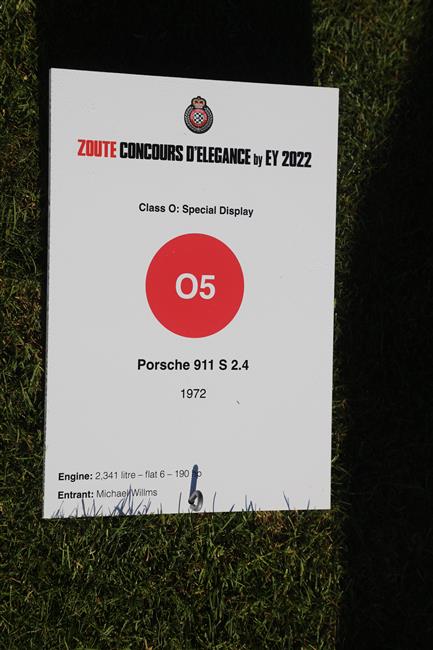 ZOUTE CONCOURS D'ELEGANCE by EY 2022
Class O: Special Display
O5
Porsche 911 S 2.4
1972
Engine: 2,341 litre – flat 6 – 190 hp
Entrant: Michael Willms